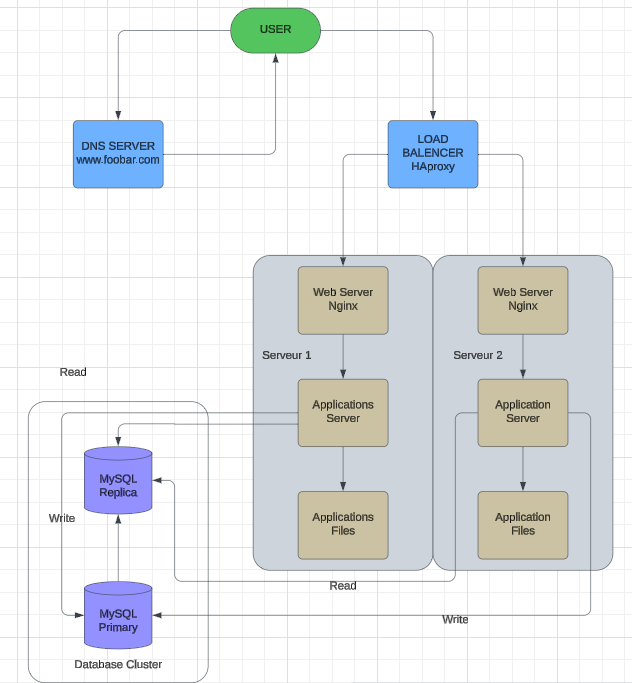 USER
DNS SERVER
www.foobar.com
LOAD
BALENCER
HAproxy
Web Server
Nginx
Web Server
Nginx
Serveur 1
Serveur 2
Read
Applications
Server
Application
Server
MySQL
Replica
Write
Applications
Files
Application
Files
Read
MySQL
Primary
Write
Database Cluster